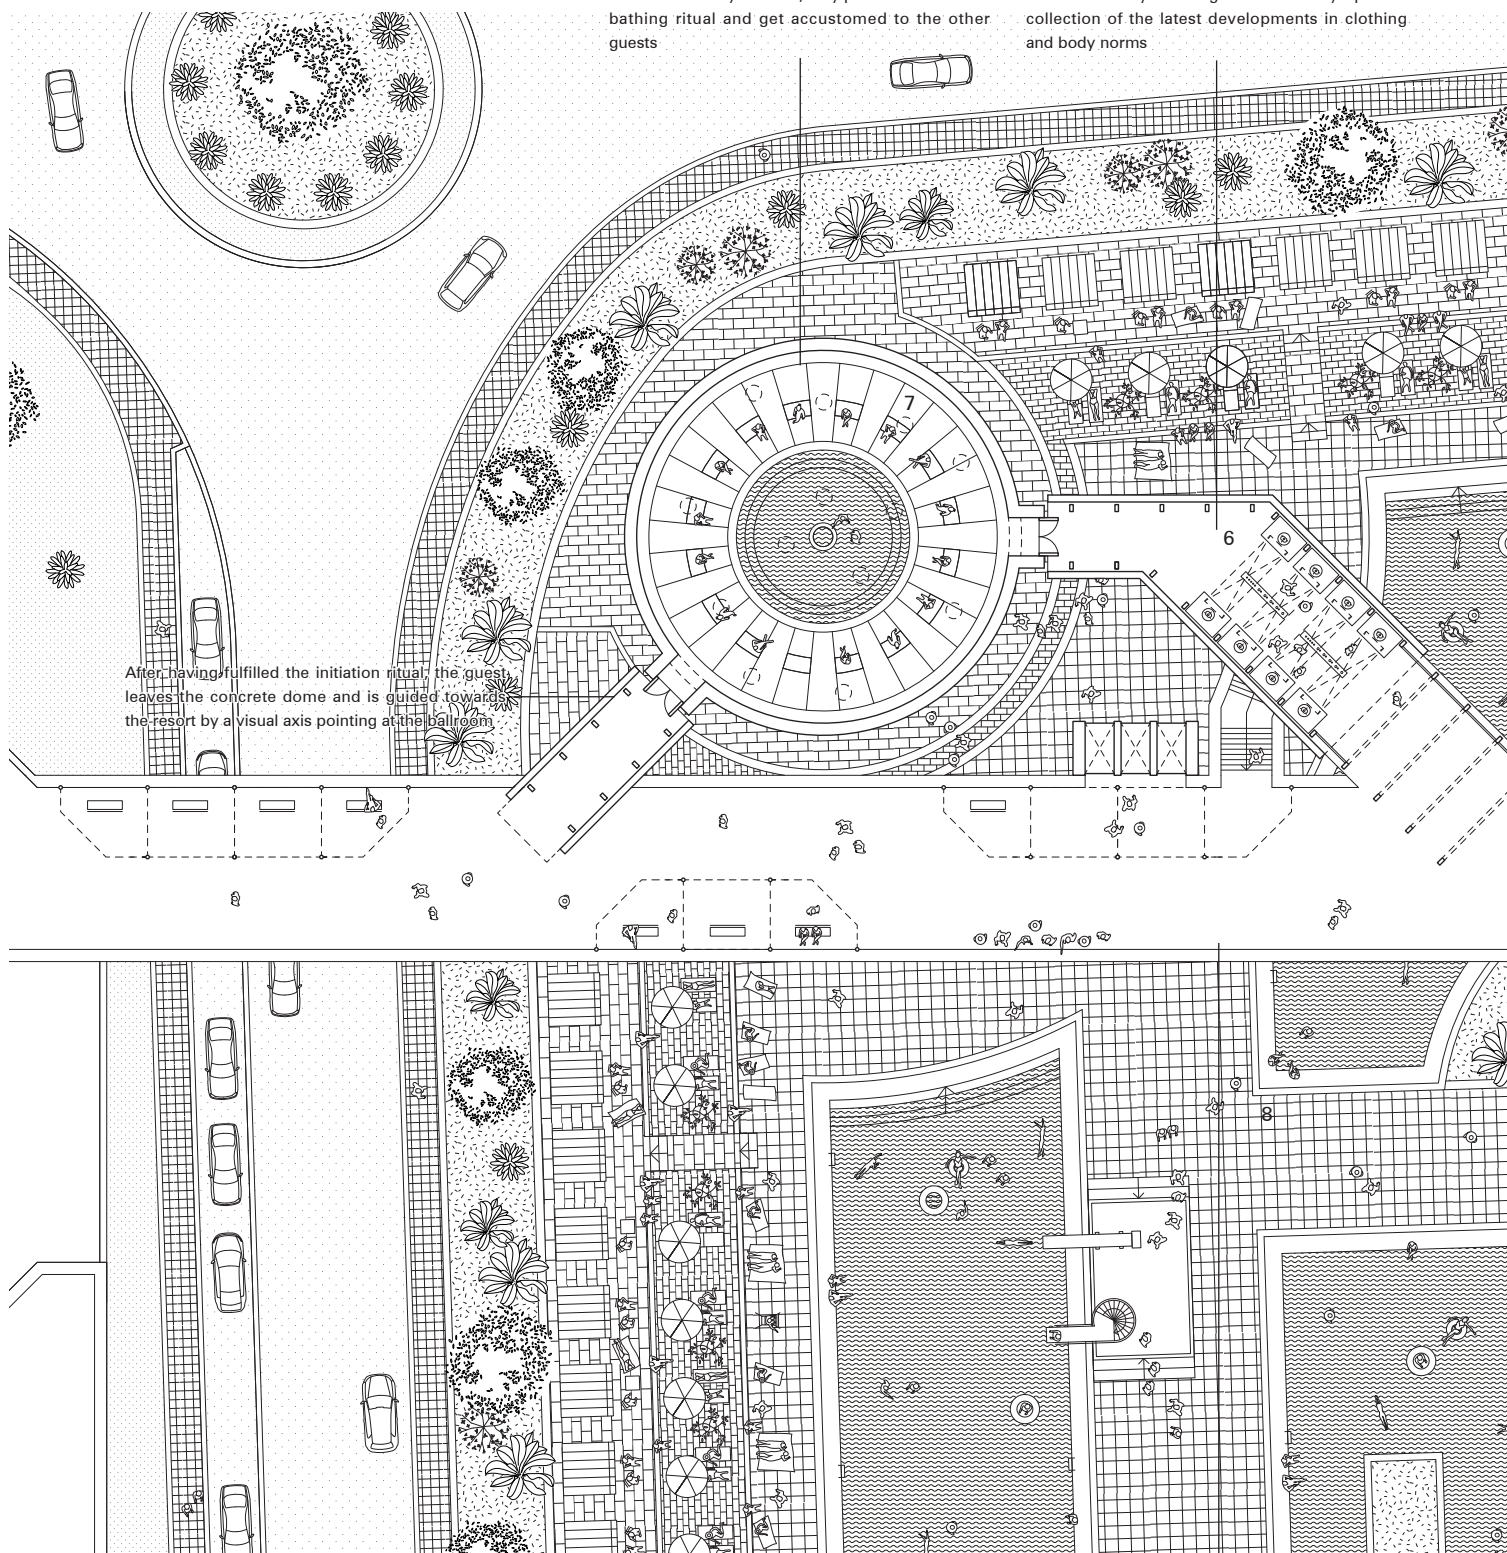 bathing ritual and get accustomed to the other
guests
collection of the latest developments in clothing
and body norms
7
6
After having fulfilled the initiation ritual, the guest
leaves the concrete dome and is guided towards
the resort by a visual axis pointing at the ballroom
8